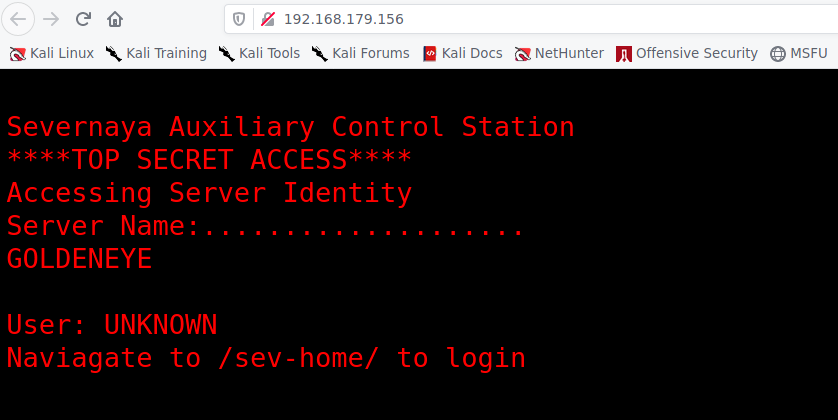 192.168.179.156
Kali Linux Kali Training Kali Tools Kali Forums Kali Docs NetHunter Offensive Security MSFU
Severnaya Auxiliary Control Station
****TOP SECRET ACCESS****
Accessing Server Identity
Server Name:....................
GOLDENEYE
User: UNKNOWN
Naviagate to /sev-home/ to login